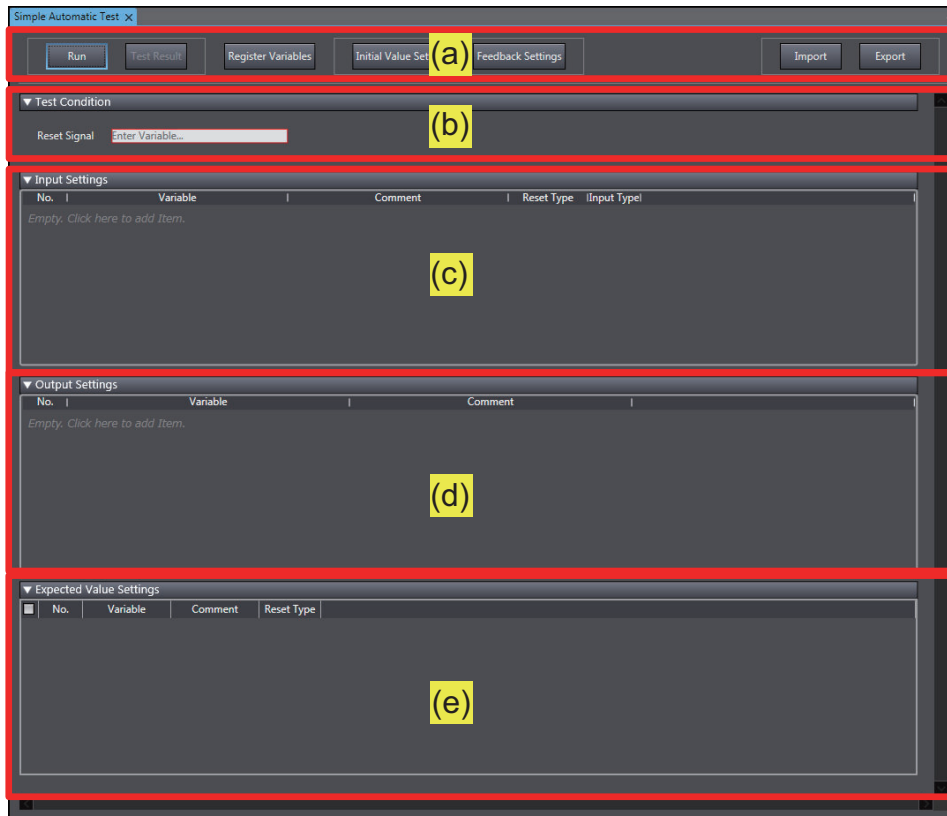 Simple Automatic Test X
Run Test Result Register Variables Initial Value Set (a) Feedback Settings Import Export
▼ Test Condition
(b)
Reset Signal Enter Variable...
▼ Input Settings
No. Variable Comment Reset Type Input Type
Empty. Click here to add Item.
(c)
▼ Output Settings
No. Variable Comment
Empty. Click here to add Item.
(d)
▼ Expected Value Settings
No. Variable Comment Reset Type
(e)